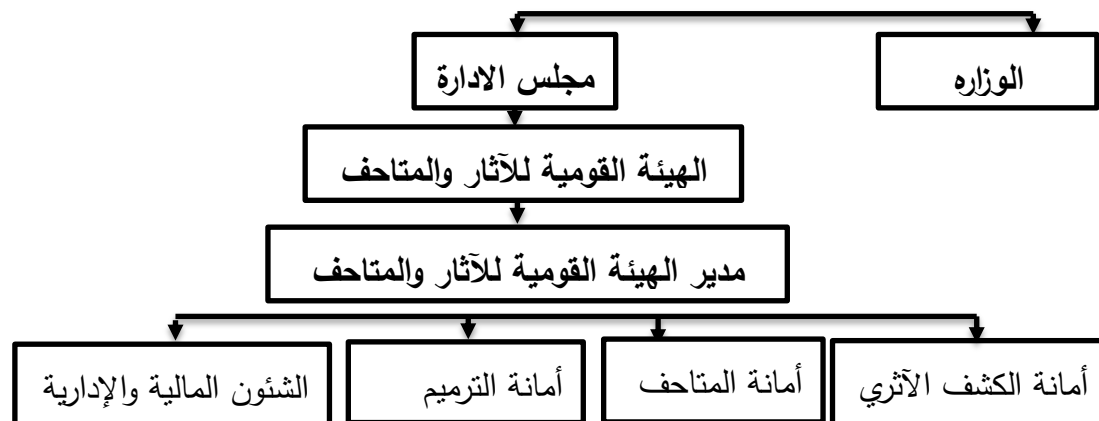 الوزاره
مجلس الادارة
الهيئة القومية للآثار والمتاحف
مدير الهيئة القومية للآثار والمتاحف
أمانة الكشف الآثري
أمانة المتاحف
أمانة الترميم
الشئون المالية والإدارية